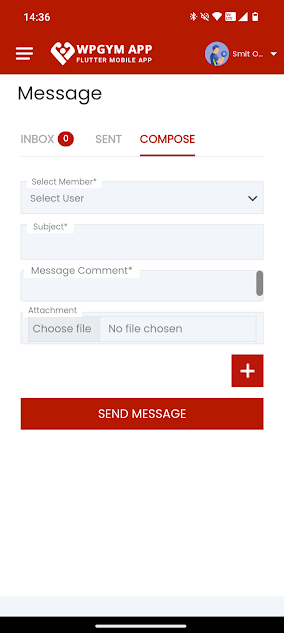 14:36
WPGYM APP
FLUTTER MOBILE APP
Smit O...
Message
INBOX 0 SENT COMPOSE
Select Member*
Select User
Subject*
Message Comment*
Attachment
Choose file No file chosen
SEND MESSAGE